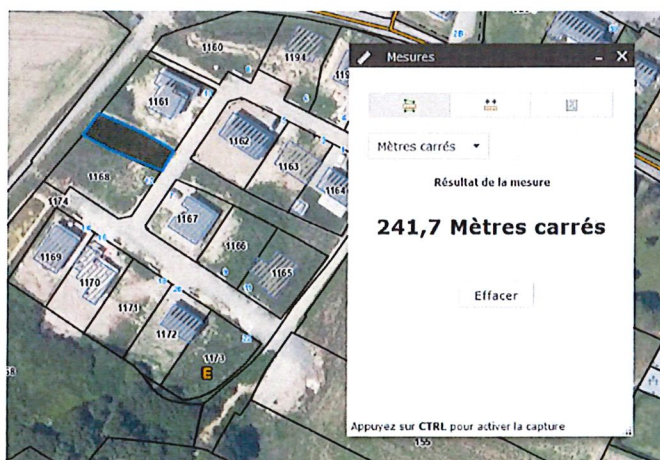 1160
1194
Mesures
1161
1162
1163
1164
Mètres carrés
Résultat de la mesure
241,7 Mètres carrés
Effacer
1168
1174
1167
1166
1165
1169
1170
1171
1172
1173
E
155
Appuyez sur CTRL pour activer la capture